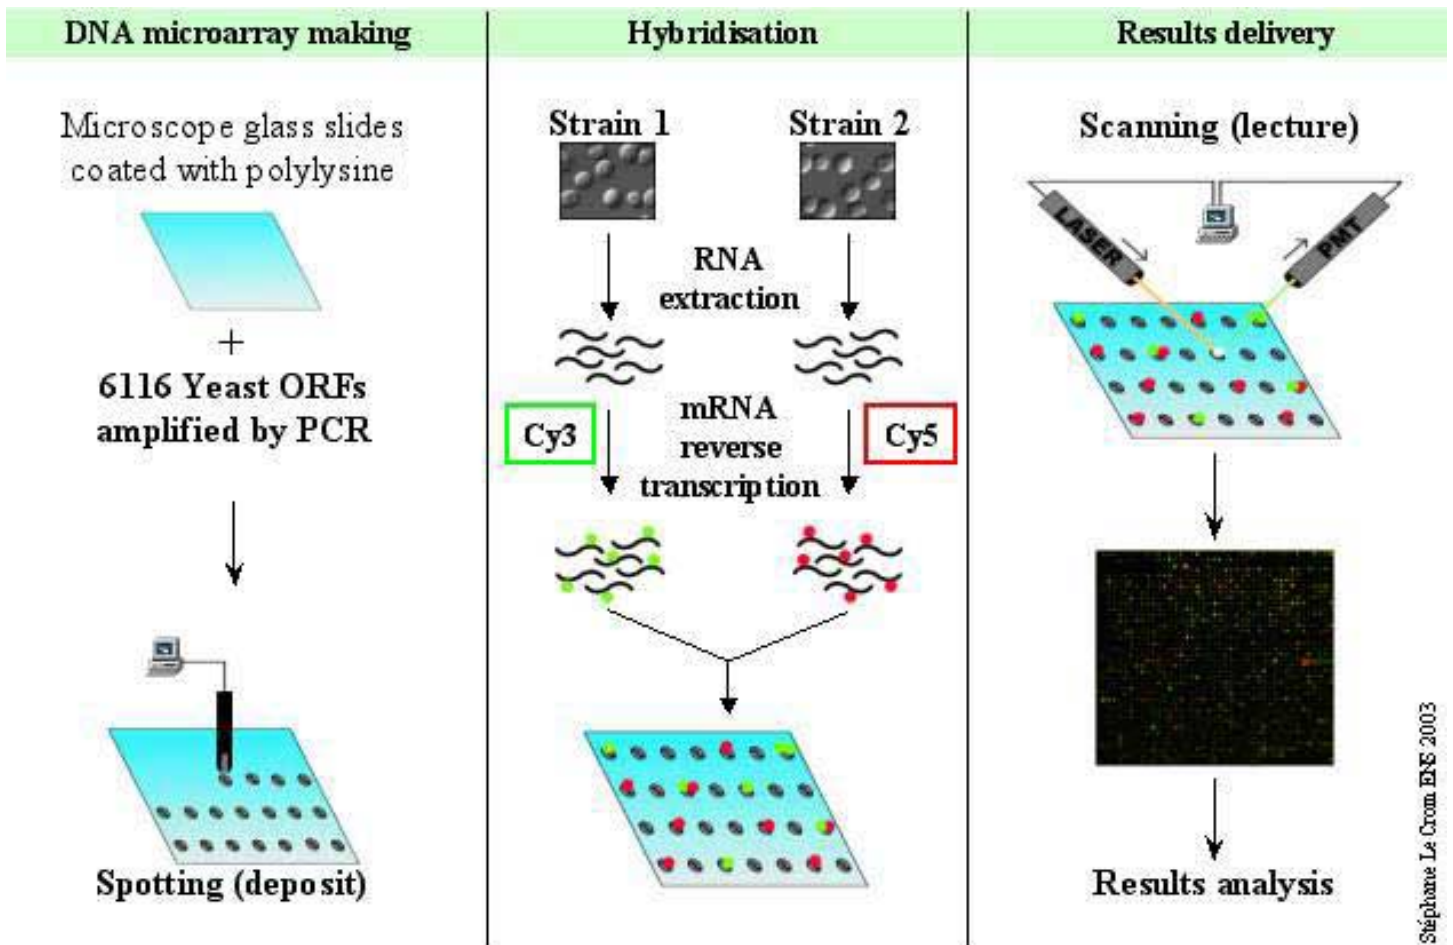 DNA microarray making
Microscope glass slides
coated with polylysine
+
6116 Yeast ORFs
amplified by PCR
Spotting (deposit)
Hybridisation
Strain 1
Strain 2
RNA
extraction
Cy3
mRNA
reverse
transcription
Cy5
Results delivery
Scanning (lecture)
LASER
PMT
Results analysis
Stéphane Le Crom ENS 2003